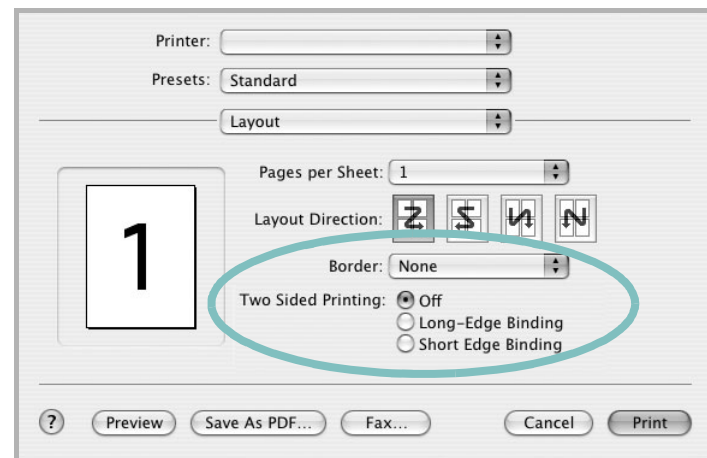 Printer:
Presets: Standard
Layout
Pages per Sheet: 1
1
Layout Direction:
Border: None
Two Sided Printing: Off
Long-Edge Binding
Short Edge Binding
? Preview Save As PDF... Fax... Cancel Print